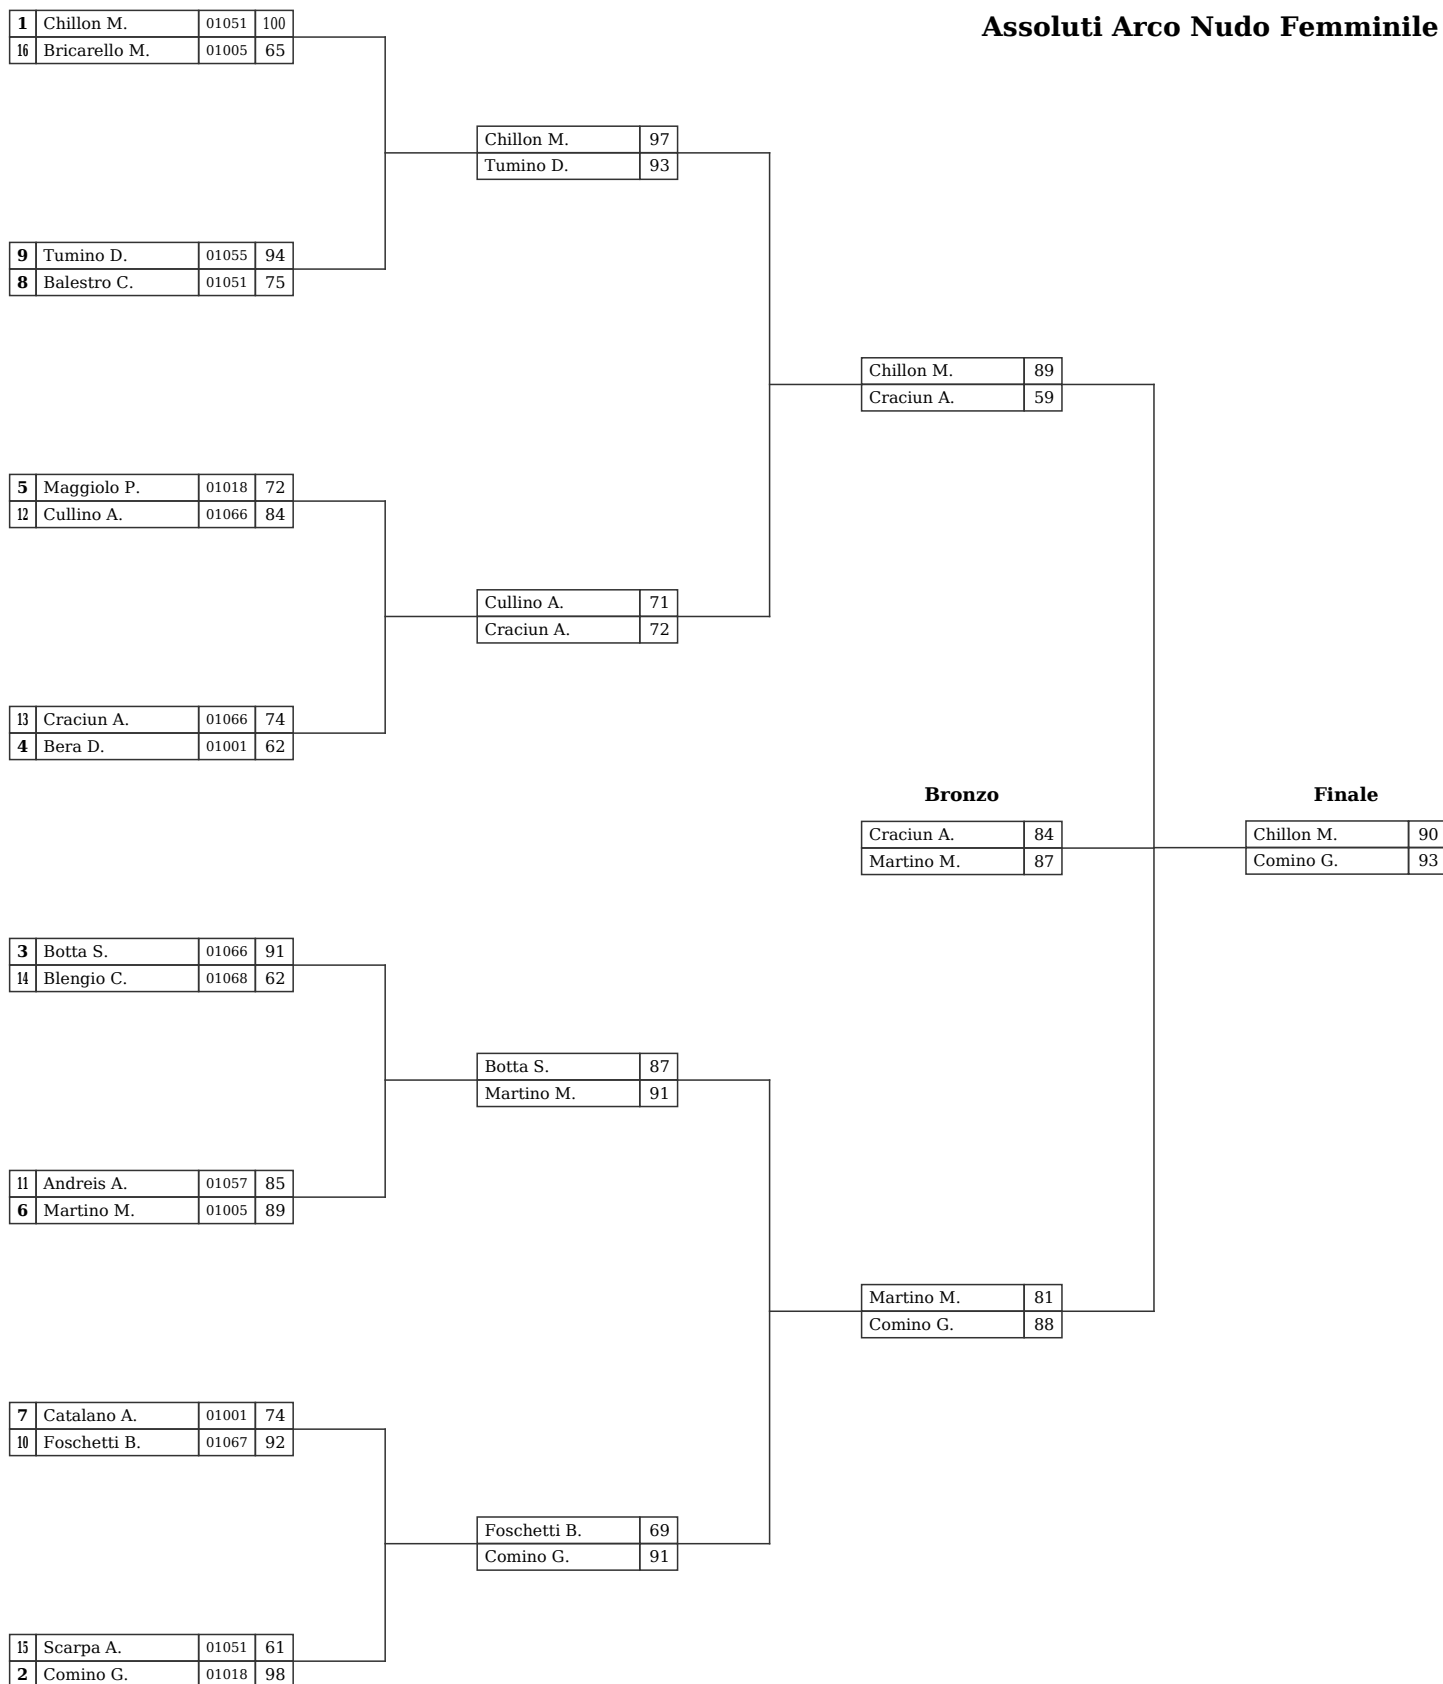 Assoluti Arco Nudo Femminile
1 Chillon M. 01051 100
16 Bricarello M. 01005 65
Chillon M. 97
Tumino D. 93
9 Tumino D. 01055 94
8 Balestro C. 01051 75
Chillon M. 89
Craciun A. 59
5 Maggiolo P. 01018 72
12 Cullino A. 01066 84
Cullino A. 71
Craciun A. 72
13 Craciun A. 01066 74
4 Bera D. 01001 62
Bronzo
Finale
Craciun A. 84
Martino M. 87
Chillon M. 90
Comino G. 93
3 Botta S. 01066 91
14 Blengio C. 01068 62
Botta S. 87
Martino M. 91
11 Andreis A. 01057 85
6 Martino M. 01005 89
Martino M. 81
Comino G. 88
7 Catalano A. 01001 74
10 Foschetti B. 01067 92
Foschetti B. 69
Comino G. 91
15 Scarpa A. 01051 61
2 Comino G. 01018 98